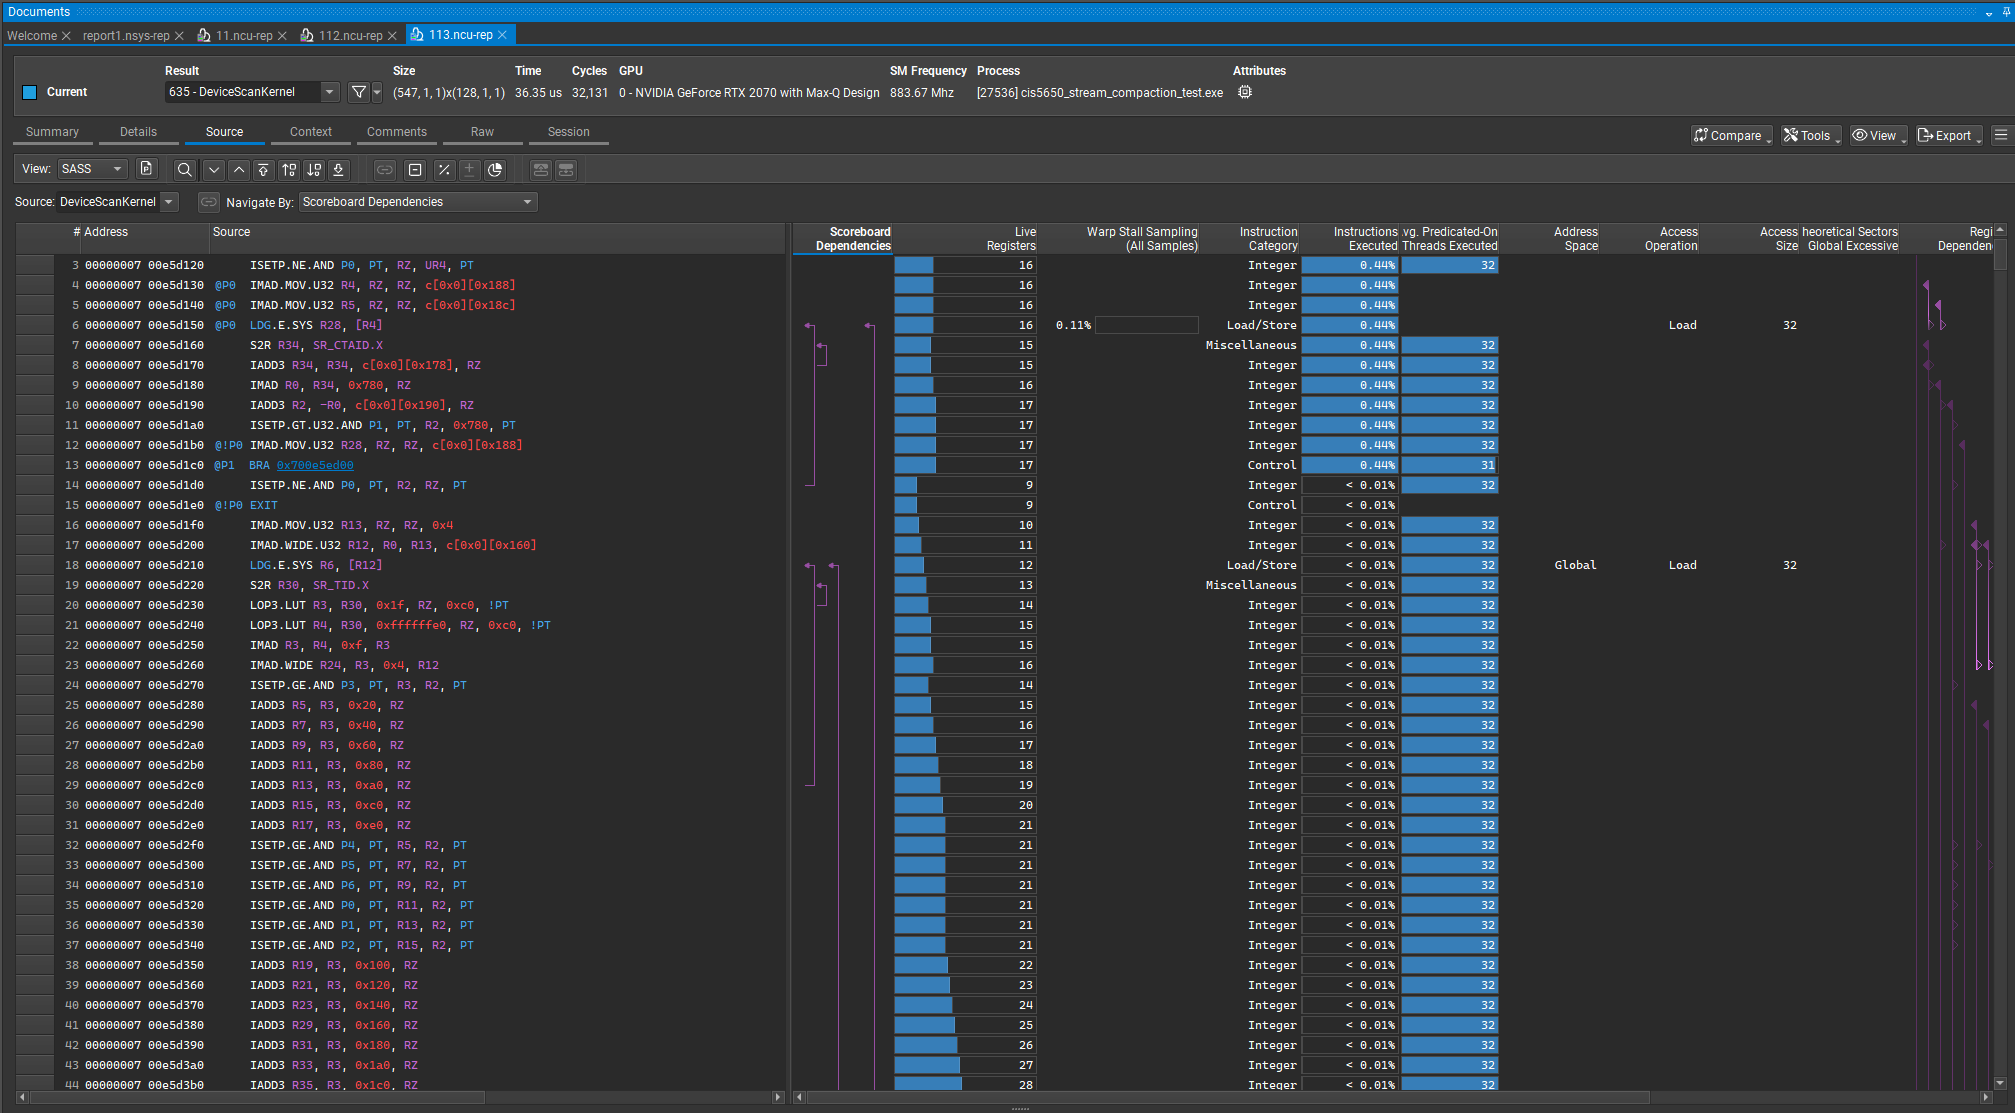 Documents
Welcome report1.nsys-rep 11.ncu-rep 112.ncu-rep 113.ncu-rep
Result Size Time Cycles GPU SM Frequency Process Attributes
Current 635 - DeviceScanKernel (547, 1, 1)x(128, 1, 1) 36.35 us 32,131 0 - NVIDIA GeForce RTX 2070 with Max-Q Design 883.67 Mhz [27536] cis5650_stream_compaction_test.exe
Summary Details Source Context Comments Raw Session Compare Tools View Export
View: SASS
Source: DeviceScanKernel Navigate By: Scoreboard Dependencies
# Address Source Scoreboard Live Warp Stall Sampling Instruction Instructions vg. Predicated-On Address Access Access heoretical Sectors Regi
Dependencies Registers (All Samples) Category Executed Threads Executed Space Operation Size Global Excessive Dependen
3 00000007 00e5d120 ISETP.NE.AND P0, PT, RZ, UR4, PT 16 Integer 0.44% 32
4 00000007 00e5d130 @P0 IMAD.MOV.U32 R4, RZ, RZ, c[0x0][0x188] 16 Integer 0.44%
5 00000007 00e5d140 @P0 IMAD.MOV.U32 R5, RZ, RZ, c[0x0][0x18c] 16 Integer 0.44%
6 00000007 00e5d150 @P0 LDG.E.SYS R28, [R4] 16 0.11% Load/Store 0.44% Load 32
7 00000007 00e5d160 S2R R34, SR_CTAID.X 15 Miscellaneous 0.44% 32
8 00000007 00e5d170 IADD3 R34, R34, c[0x0][0x178], RZ 15 Integer 0.44% 32
9 00000007 00e5d180 IMAD R0, R34, 0x780, RZ 16 Integer 0.44% 32
10 00000007 00e5d190 IADD3 R2, -R0, c[0x0][0x190], RZ 17 Integer 0.44% 32
11 00000007 00e5d1a0 ISETP.GT.U32.AND P1, PT, R2, 0x780, PT 17 Integer 0.44% 32
12 00000007 00e5d1b0 @!P0 IMAD.MOV.U32 R28, RZ, RZ, c[0x0][0x188] 17 Integer 0.44% 32
13 00000007 00e5d1c0 @P1 BRA 0x700e5ed00 17 Control 0.44% 31
14 00000007 00e5d1d0 ISETP.NE.AND P0, PT, R2, RZ, PT 9 Integer < 0.01% 32
15 00000007 00e5d1e0 @!P0 EXIT 9 Control < 0.01%
16 00000007 00e5d1f0 IMAD.MOV.U32 R13, RZ, RZ, 0x4 10 Integer < 0.01% 32
17 00000007 00e5d200 IMAD.WIDE.U32 R12, R0, R13, c[0x0][0x160] 11 Integer < 0.01% 32
18 00000007 00e5d210 LDG.E.SYS R6, [R12] 12 Load/Store < 0.01% 32 Global Load 32
19 00000007 00e5d220 S2R R30, SR_TID.X 13 Miscellaneous < 0.01% 32
20 00000007 00e5d230 LOP3.LUT R3, R30, 0x1f, RZ, 0xc0, !PT 14 Integer < 0.01% 32
21 00000007 00e5d240 LOP3.LUT R4, R30, 0xffffffe0, RZ, 0xc0, !PT 15 Integer < 0.01% 32
22 00000007 00e5d250 IMAD R3, R4, 0xf, R3 15 Integer < 0.01% 32
23 00000007 00e5d260 IMAD.WIDE R24, R3, 0x4, R12 16 Integer < 0.01% 32
24 00000007 00e5d270 ISETP.GE.AND P3, PT, R3, R2, PT 14 Integer < 0.01% 32
25 00000007 00e5d280 IADD3 R5, R3, 0x20, RZ 15 Integer < 0.01% 32
26 00000007 00e5d290 IADD3 R7, R3, 0x40, RZ 16 Integer < 0.01% 32
27 00000007 00e5d2a0 IADD3 R9, R3, 0x60, RZ 17 Integer < 0.01% 32
28 00000007 00e5d2b0 IADD3 R11, R3, 0x80, RZ 18 Integer < 0.01% 32
29 00000007 00e5d2c0 IADD3 R13, R3, 0xa0, RZ 19 Integer < 0.01% 32
30 00000007 00e5d2d0 IADD3 R15, R3, 0xc0, RZ 20 Integer < 0.01% 32
31 00000007 00e5d2e0 IADD3 R17, R3, 0xe0, RZ 21 Integer < 0.01% 32
32 00000007 00e5d2f0 ISETP.GE.AND P4, PT, R5, R2, PT 21 Integer < 0.01% 32
33 00000007 00e5d300 ISETP.GE.AND P5, PT, R7, R2, PT 21 Integer < 0.01% 32
34 00000007 00e5d310 ISETP.GE.AND P6, PT, R9, R2, PT 21 Integer < 0.01% 32
35 00000007 00e5d320 ISETP.GE.AND P0, PT, R11, R2, PT 21 Integer < 0.01% 32
36 00000007 00e5d330 ISETP.GE.AND P1, PT, R13, R2, PT 21 Integer < 0.01% 32
37 00000007 00e5d340 ISETP.GE.AND P2, PT, R15, R2, PT 21 Integer < 0.01% 32
38 00000007 00e5d350 IADD3 R19, R3, 0x100, RZ 22 Integer < 0.01% 32
39 00000007 00e5d360 IADD3 R21, R3, 0x120, RZ 23 Integer < 0.01% 32
40 00000007 00e5d370 IADD3 R23, R3, 0x140, RZ 24 Integer < 0.01% 32
41 00000007 00e5d380 IADD3 R29, R3, 0x160, RZ 25 Integer < 0.01% 32
42 00000007 00e5d390 IADD3 R31, R3, 0x180, RZ 26 Integer < 0.01% 32
43 00000007 00e5d3a0 IADD3 R33, R3, 0x1a0, RZ 27 Integer < 0.01% 32
44 00000007 00e5d3b0 IADD3 R35, R3, 0x1c0, RZ 28 Integer < 0.01% 32